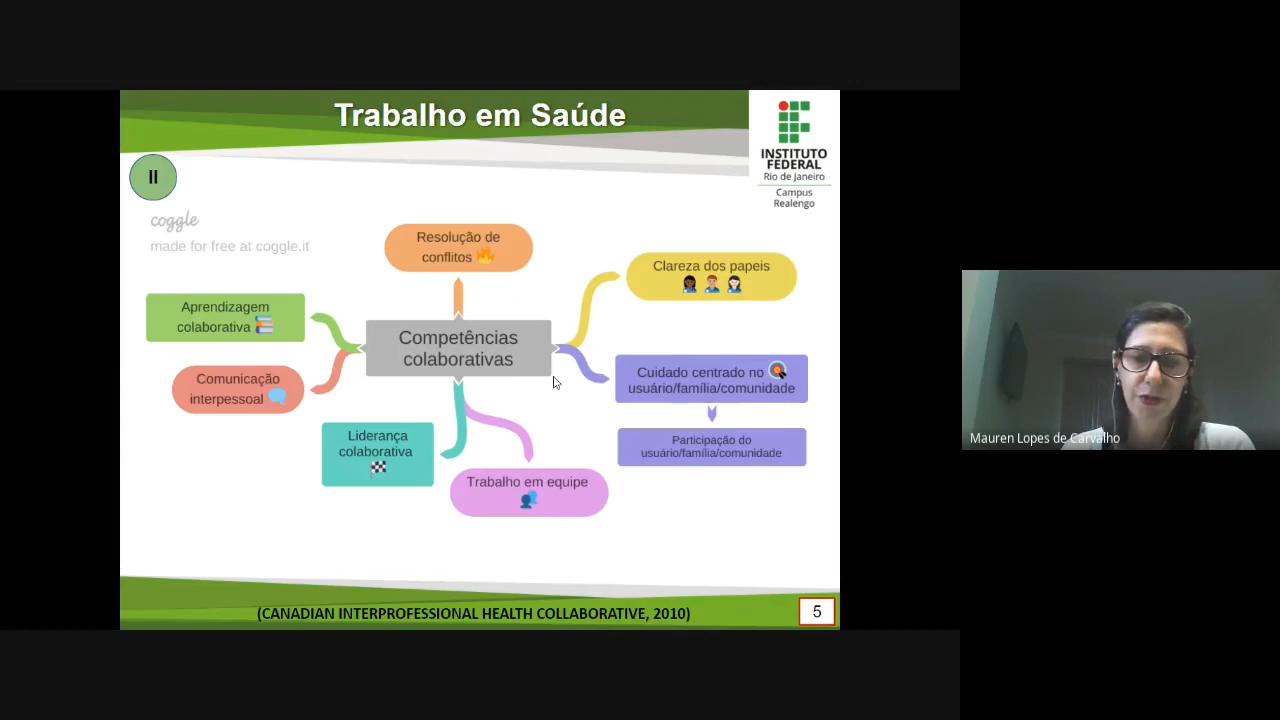 Trabalho em Saúde
INSTITUTO
FEDERAL
Rio de Janeiro
Campus
Realengo
II
coggle
made for free at coggle.it
Resolução de
conflitos
Clareza dos papeis
Aprendizagem
colaborativa
Competências
colaborativas
Comunicação
interpessoal
Cuidado centrado no
usuário/família/comunidade
Liderança
colaborativa
Participação do
usuário/família/comunidade
Trabalho em equipe
Mauren Lopes de Carvalho
(CANADIAN INTERPROFESSIONAL HEALTH COLLABORATIVE, 2010)
5